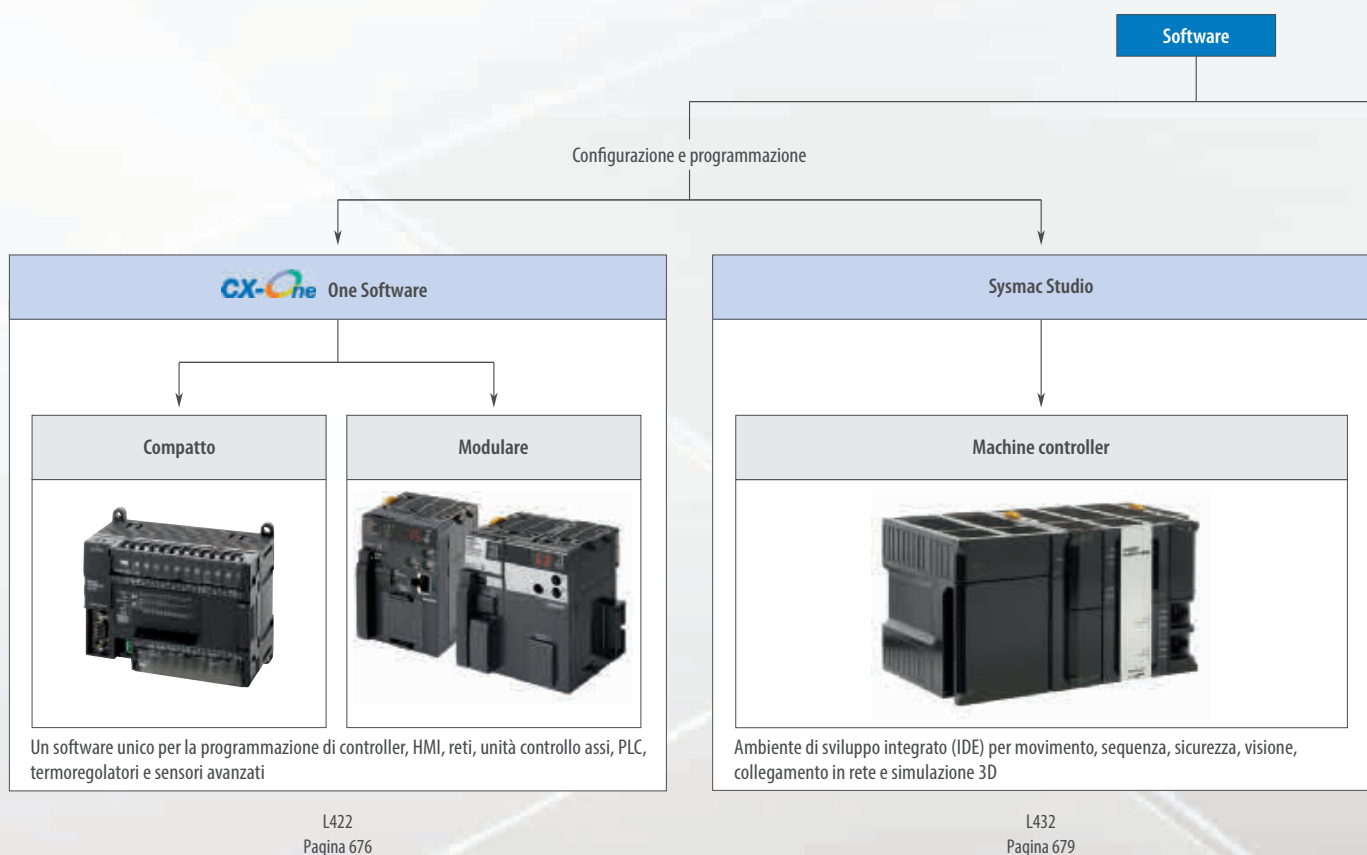 Software
Configurazione e programmazione
CX-One One Software
Compatto
Modulare
Un software unico per la programmazione di controller, HMI, reti, unità controllo assi, PLC,
termoregolatori e sensori avanzati
L422
Pagina 676
Sysmac Studio
Machine controller
Ambiente di sviluppo integrato (IDE) per movimento, sequenza, sicurezza, visione,
collegamento in rete e simulazione 3D
L432
Pagina 679